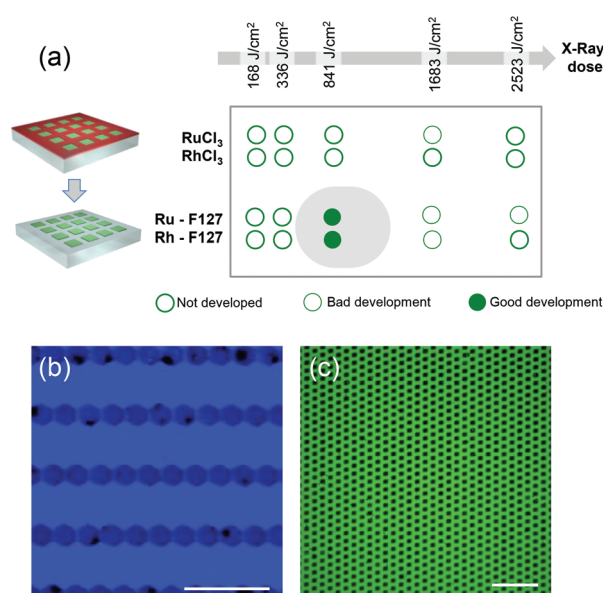 (a)
168 J/cm²
336 J/cm²
841 J/cm²
1683 J/cm²
2523 J/cm²
X-Ray
dose
RuCl₃
RhCl₃
Ru - F127
Rh - F127
Not developed
Bad development
Good development
(b)
(c)